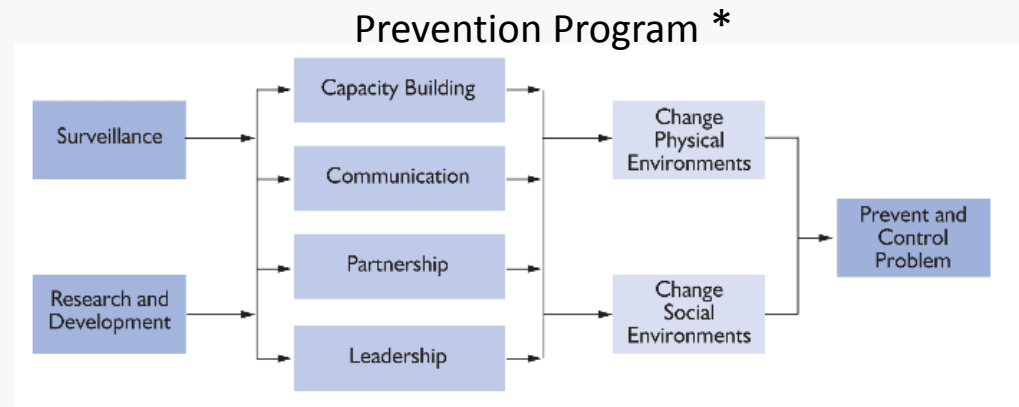 Prevention Program *
Surveillance
Research and
Development
Capacity Building
Communication
Partnership
Leadership
Change
Physical
Environments
Change
Social
Environments
Prevent and
Control
Problem